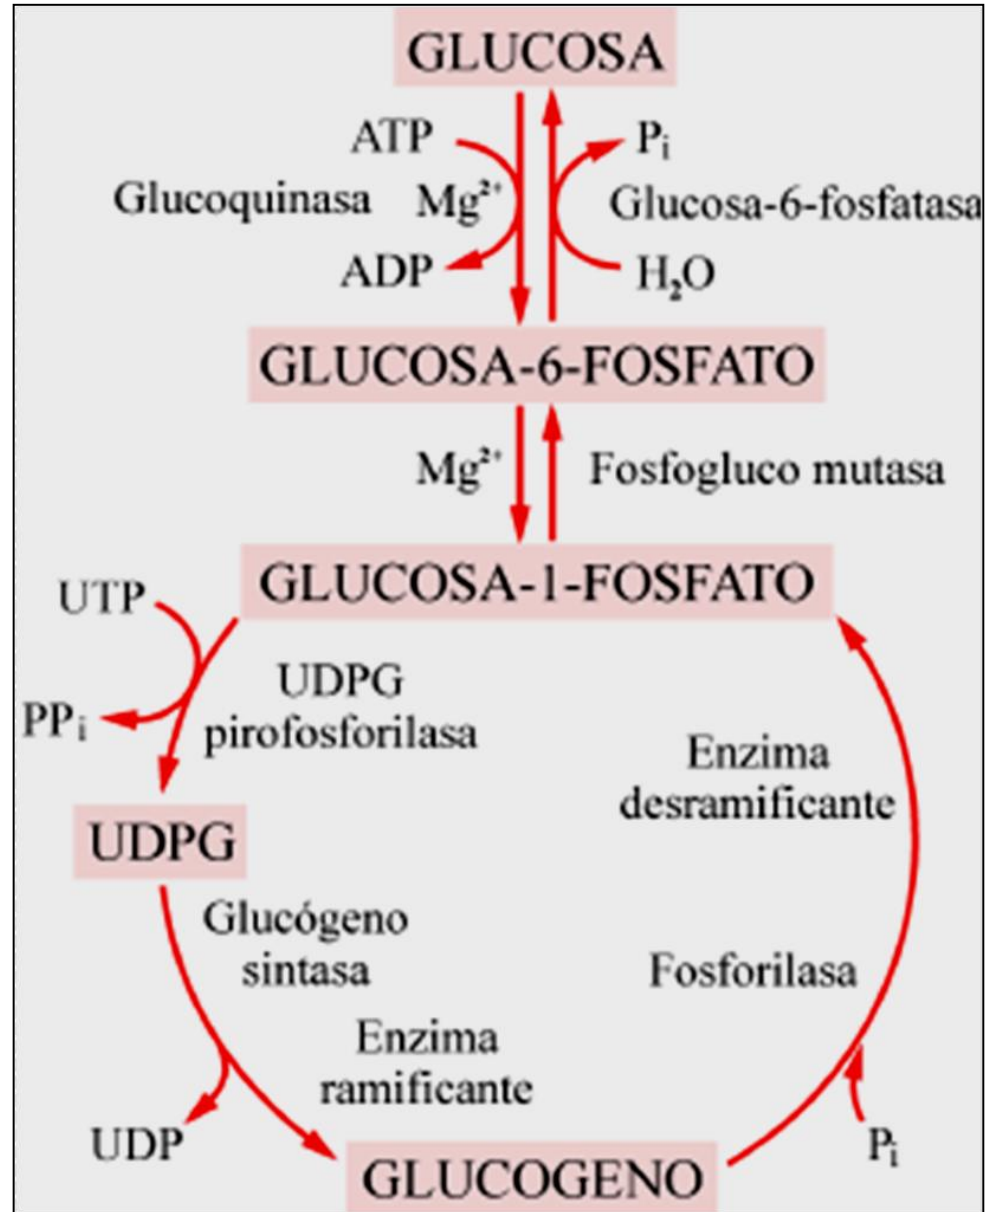 GLUCOSA
ATP
Pi
Glucoquinasa
Mg²⁺
Glucosa-6-fosfatasa
ADP
H₂O
GLUCOSA-6-FOSFATO
Mg²⁺
Fosfogluco mutasa
GLUCOSA-1-FOSFATO
UTP
UDPG
pirofosforilasa
PPi
Enzima
desramificante
UDPG
Glucógeno
sintasa
Fosforilasa
Enzima
ramificante
UDP
Pi
GLUCOGENO